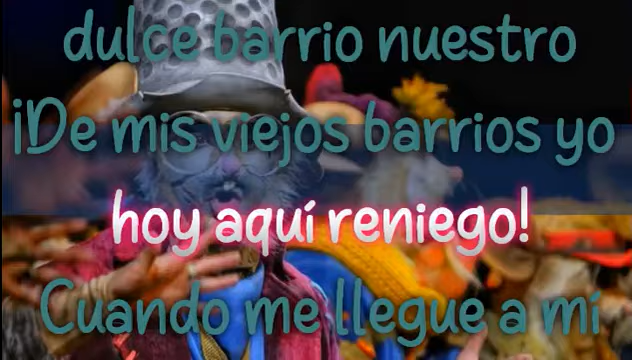 dulce barrio nuestro
¡De mis viejos barrios yo
hoy aquí reniego!
Cuando me llegue a mí